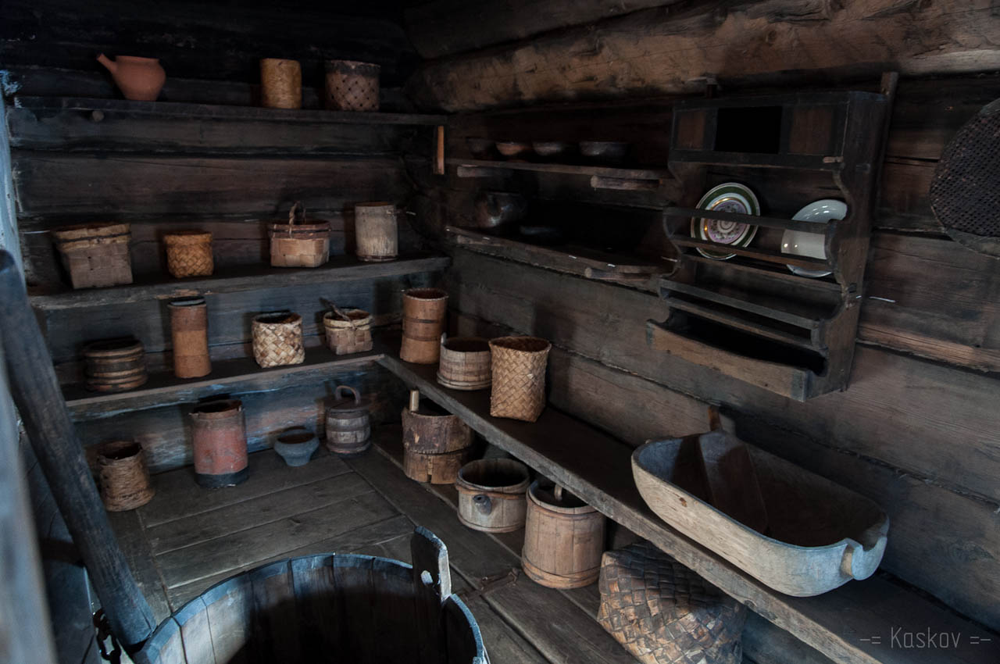 -= Kaskov =-